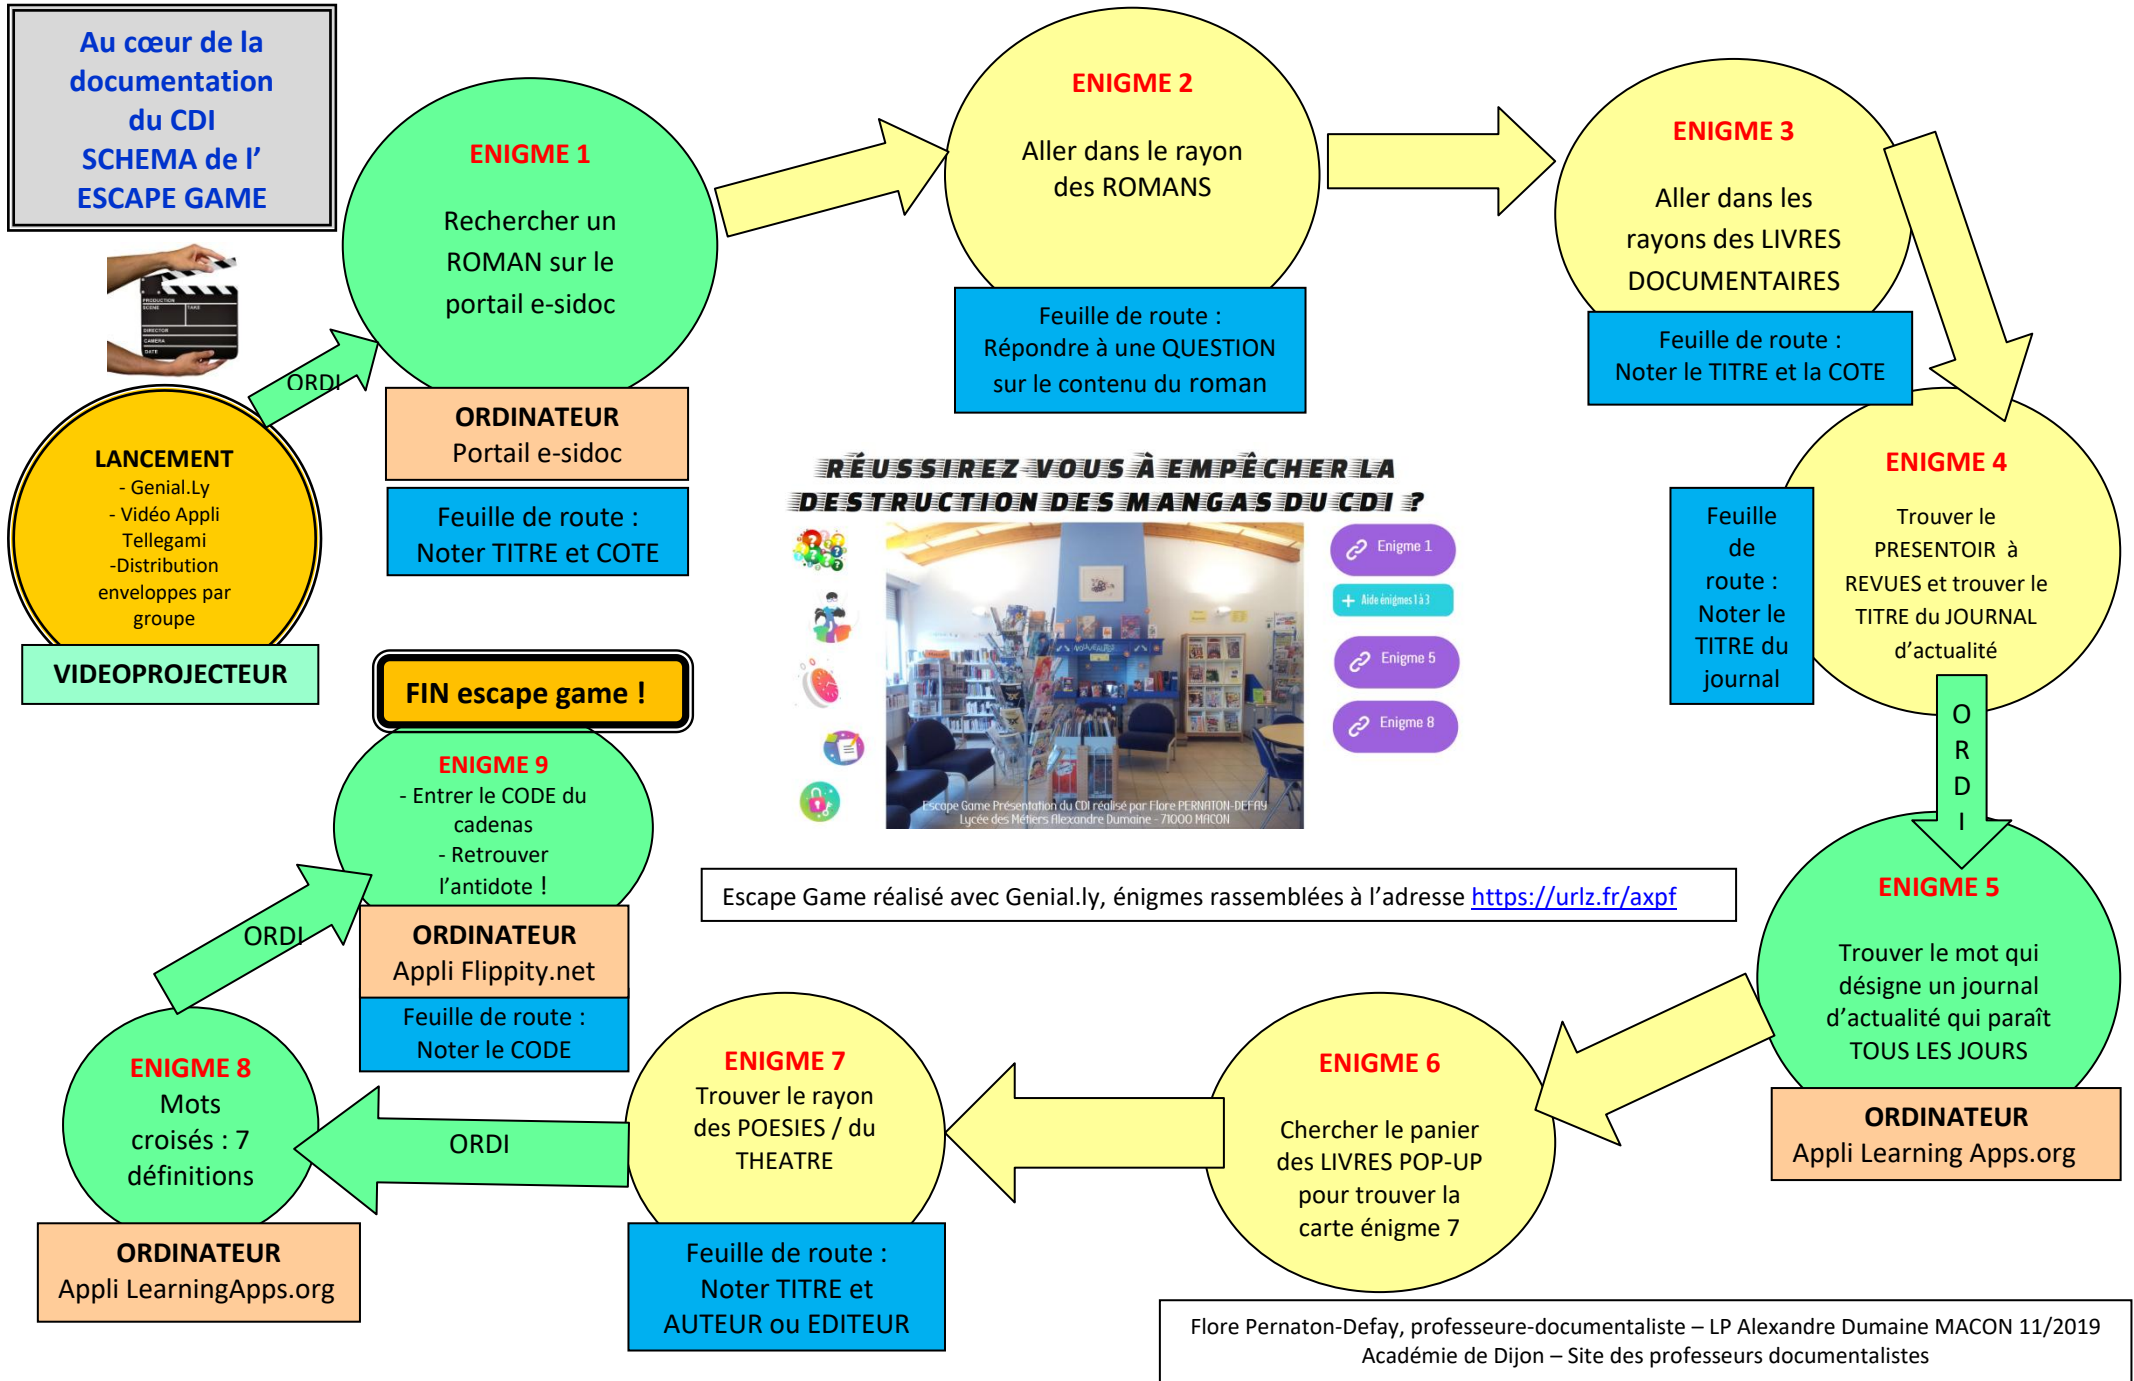 Au cœur de la
documentation
du CDI
SCHEMA de l'
ESCAPE GAME
PRODUCTION
SCENE
TAKE
DIRECTOR
CAMERA
DATE
LANCEMENT
- Genial.Ly
- Vidéo Appli
Tellegami
-Distribution
enveloppes par
groupe
VIDEOPROJECTEUR
ORDI
ENIGME 1
Rechercher un
ROMAN sur le
portail e-sidoc
ORDINATEUR
Portail e-sidoc
Feuille de route :
Noter TITRE et COTE
ENIGME 2
Aller dans le rayon
des ROMANS
Feuille de route :
Répondre à une QUESTION
sur le contenu du roman
ENIGME 3
Aller dans les
rayons des LIVRES
DOCUMENTAIRES
Feuille de route :
Noter le TITRE et la COTE
ENIGME 4
Trouver le
PRESENTOIR à
REVUES et trouver le
TITRE du JOURNAL
d'actualité
Feuille
de
route :
Noter le
TITRE du
journal
O
R
D
I
RÉUSSIREZ-VOUS À EMPÊCHER LA
DESTRUCTION DES MANGAS DU CDI ?
Enigme 1
+ Aide énigmes 1 à 3
Enigme 5
Enigme 8
Escape Game Présentation du CDI réalisé par Flore PERNATON-DEFAY
Lycée des Métiers Alexandre Dumaine - 71000 MACON
Escape Game réalisé avec Genial.ly, énigmes rassemblées à l'adresse https://urlz.fr/axpf
ENIGME 5
Trouver le mot qui
désigne un journal
d'actualité qui paraît
TOUS LES JOURS
ORDINATEUR
Appli Learning Apps.org
ENIGME 6
Chercher le panier
des LIVRES POP-UP
pour trouver la
carte énigme 7
ENIGME 7
Trouver le rayon
des POESIES / du
THEATRE
Feuille de route :
Noter TITRE et
AUTEUR ou EDITEUR
ORDI
ENIGME 8
Mots
croisés : 7
définitions
ORDINATEUR
Appli LearningApps.org
ORDI
FIN escape game !
ENIGME 9
- Entrer le CODE du
cadenas
- Retrouver
l'antidote !
ORDINATEUR
Appli Flippity.net
Feuille de route :
Noter le CODE
Flore Pernaton-Defay, professeure-documentaliste – LP Alexandre Dumaine MACON 11/2019
Académie de Dijon – Site des professeurs documentalistes